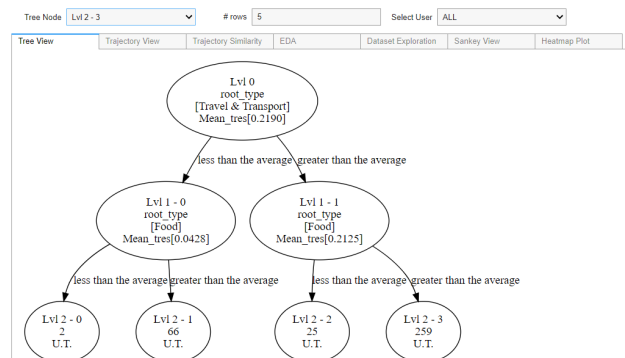 Tree Node Lvl 2 - 3 # rows 5 Select User ALL
Tree View Trajectory View Trajectory Similarity EDA Dataset Exploration Sankey View Heatmap Plot
Lvl 0
root_type
[Travel & Transport]
Mean_tres[0.2190]
less than the average greater than the average
Lvl 1 - 0 Lvl 1 - 1
root_type root_type
[Food] [Food]
Mean_tres[0.0428] Mean_tres[0.2125]
less than the average greater than the average less than the average greater than the average
Lvl 2 - 0 Lvl 2 - 1 Lvl 2 - 2 Lvl 2 - 3
2 66 25 259
U.T. U.T. U.T. U.T.